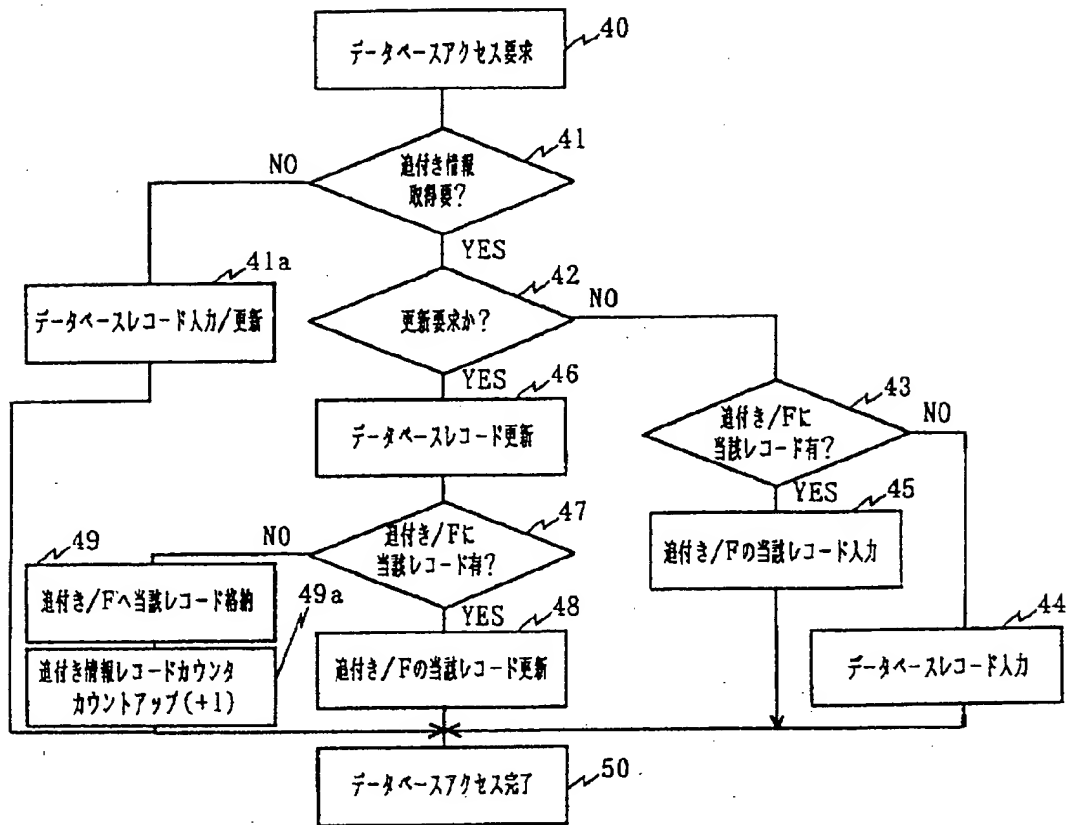 データベースアクセス要求
40
追付き情報
取得要?
41
NO
YES
41a
データベースレコード入力/更新
更新要求か?
42
NO
YES
46
データベースレコード更新
追付き/Fに
当該レコード有?
43
NO
YES
45
追付き/Fの当該レコード入力
追付き/Fに
当該レコード有?
47
NO
YES
49
追付き/Fへ当該レコード格納
49a
追付き情報レコードカウンタ
カウントアップ(+1)
48
追付き/Fの当該レコード更新
44
データベースレコード入力
データベースアクセス完了
50